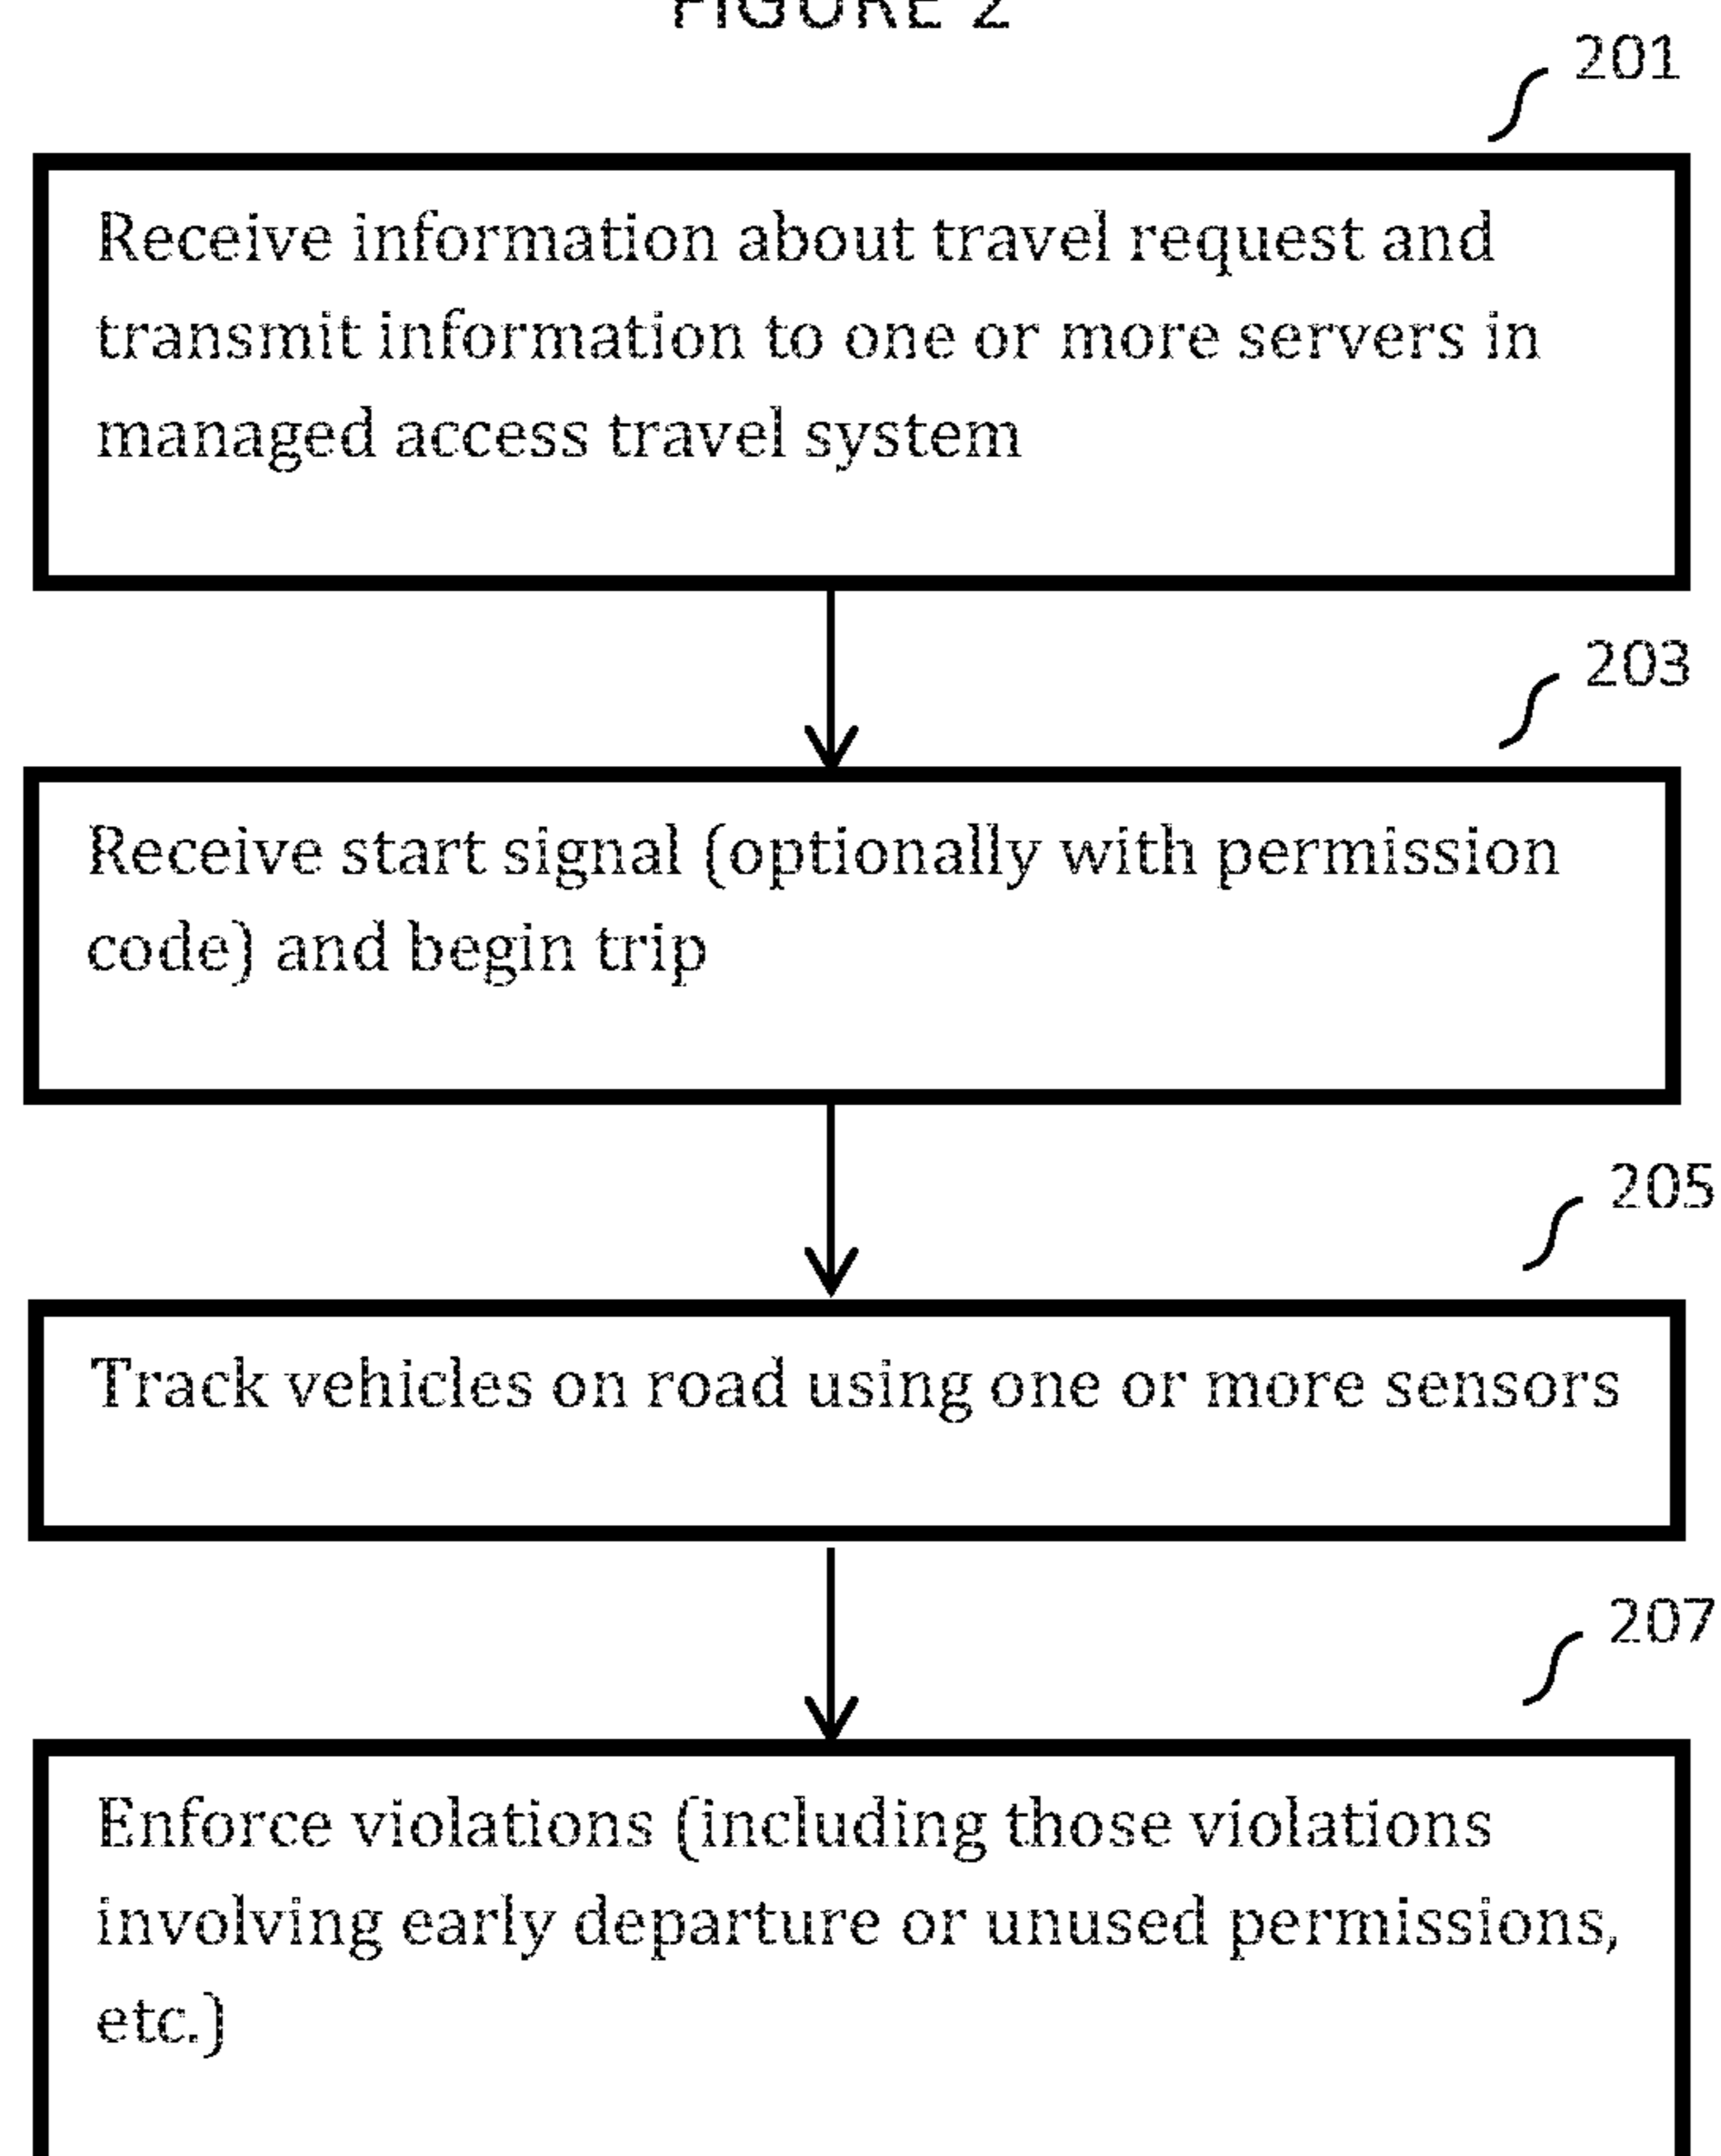 FIGURE 2
201
Receive information about travel request and
transmit information to one or more servers in
managed access travel system
203
Receive start signal (optionally with permission
code) and begin trip
205
Track vehicles on road using one or more sensors
207
Enforce violations (including those violations
involving early departure or unused permissions,
etc.)